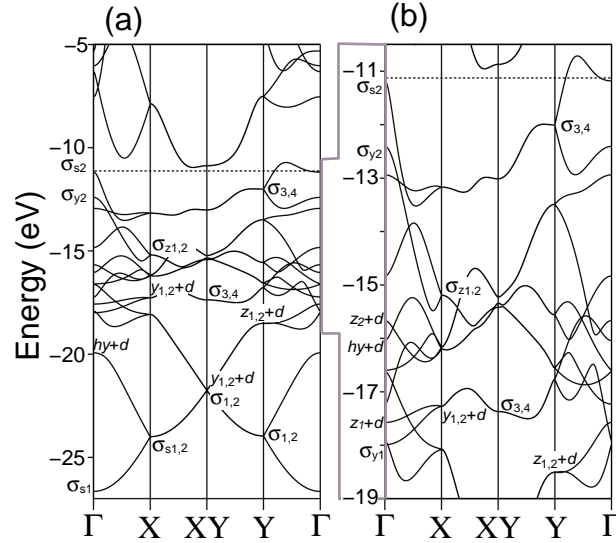 (a)
(b)
Energy (eV)
-5
-10
σs2
σy2
-15
-20
-25
σs1
σ3,4
σz1,2
y1,2+d
σ3,4
z1,2+d
hy+d
y1,2+d
σ1,2
σs1,2
σ1,2
Γ X XY Y Γ
-11
σs2
σy2
-13
-15
z2+d
hy+d
-17
z1+d
σy1
-19
σ3,4
σz1,2
y1,2+d
σ3,4
z1,2+d
Γ X XY Y Γ